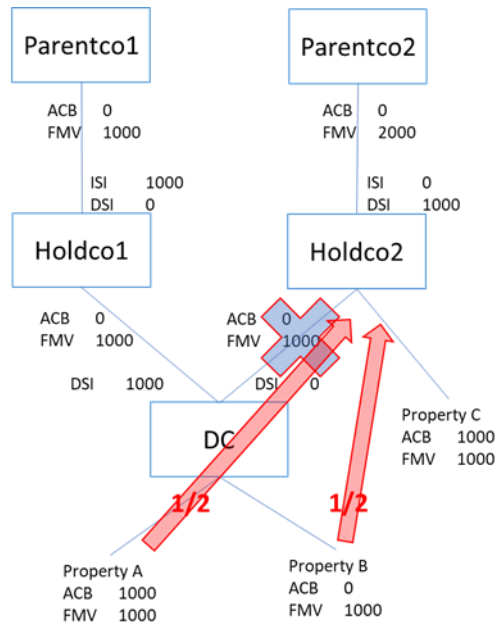 Parentco1
Parentco2
ACB 0
FMV 1000
ACB 0
FMV 2000
ISI 1000
DSI 0
ISI 0
DSI 1000
Holdco1
Holdco2
ACB 0
FMV 1000
ACB 0
FMV 1000
DSI 1000
DSI 0
DC
Property C
ACB 1000
FMV 1000
1/2
1/2
Property A
ACB 1000
FMV 1000
Property B
ACB 0
FMV 1000